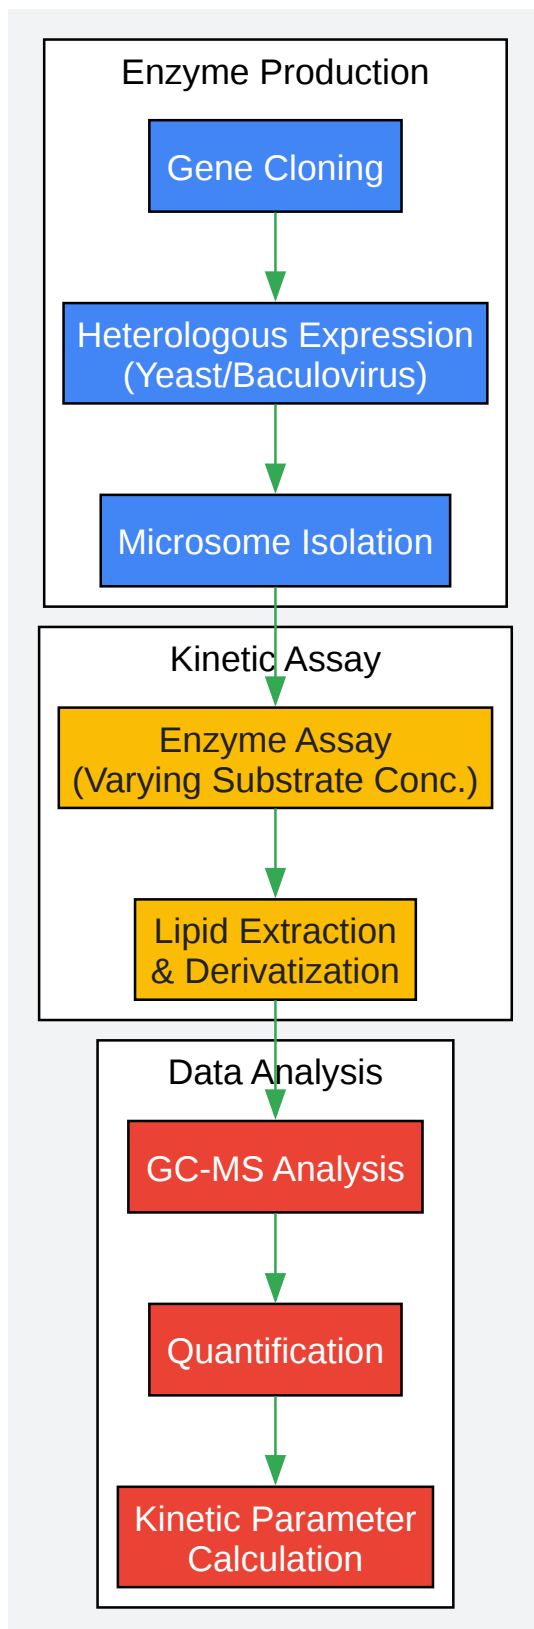 Enzyme Production
Gene Cloning
Heterologous Expression
(Yeast/Baculovirus)
Microsome Isolation
Kinetic Assay
Enzyme Assay
(Varying Substrate Conc.)
Lipid Extraction
& Derivatization
Data Analysis
GC-MS Analysis
Quantification
Kinetic Parameter
Calculation